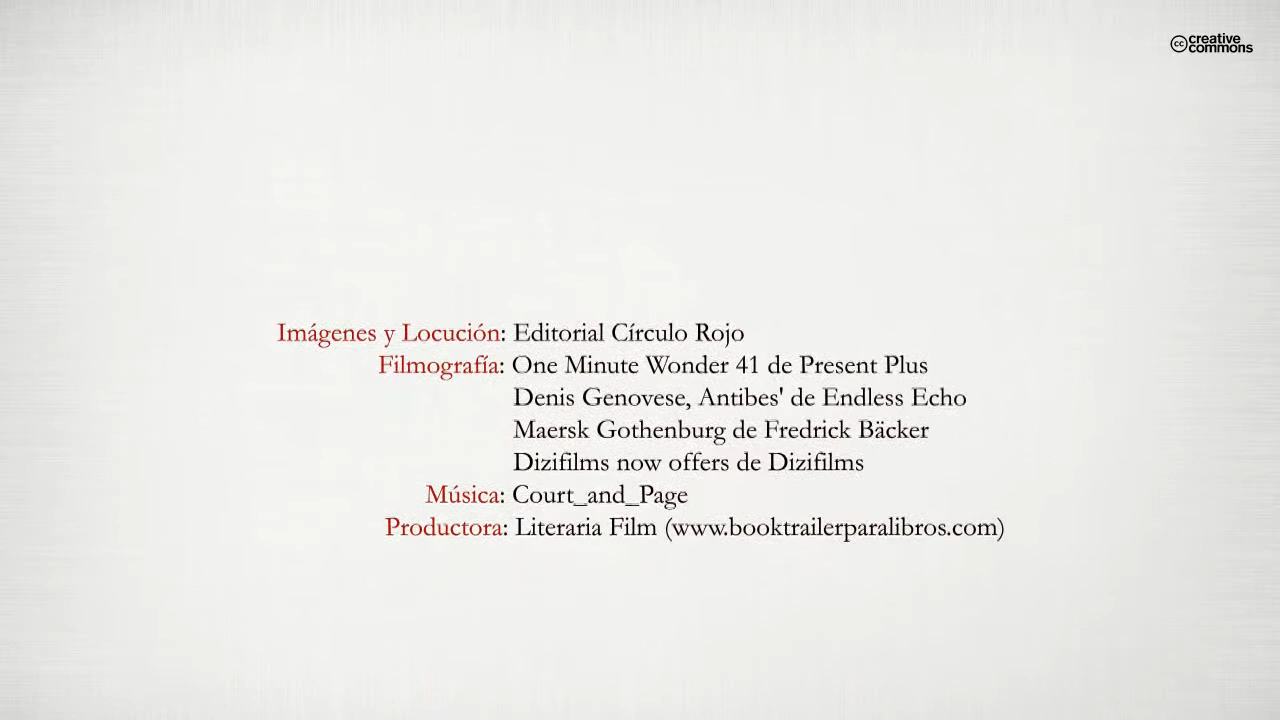 creative
commons
Imágenes y Locución: Editorial Círculo Rojo
Filmografía: One Minute Wonder 41 de Present Plus
Denis Genovese, Antibes' de Endless Echo
Maersk Gothenburg de Fredrick Bäcker
Dizifilms now offers de Dizifilms
Música: Court_and_Page
Productora: Literaria Film (www.booktrailerparalibros.com)